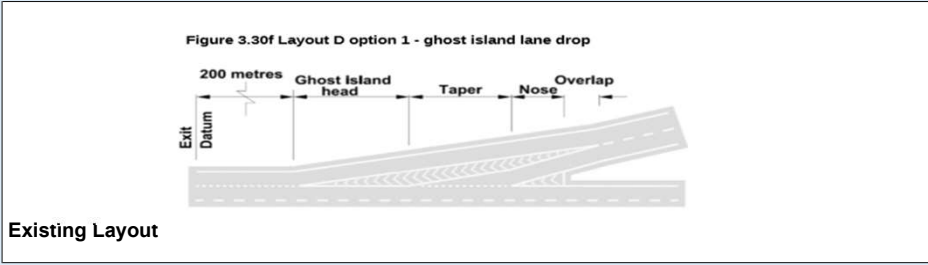 Figure 3.30f Layout D option 1 - ghost island lane drop
200 metres
Ghost Island
head
Taper
Nose
Overlap
Exit
Datum
Existing Layout